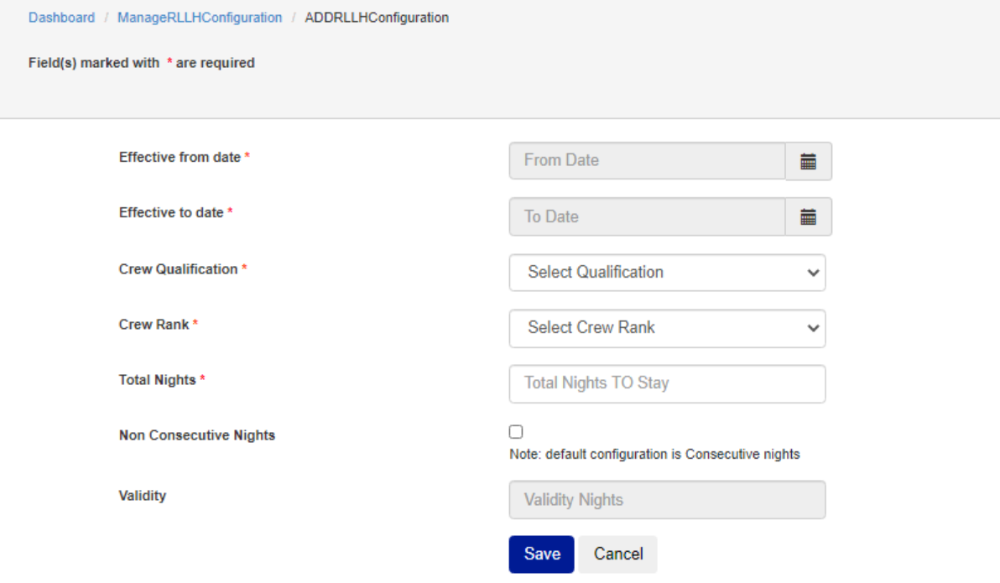 Dashboard / ManageRLLHConfiguration / ADDRLLHConfiguration
Field(s) marked with * are required
Effective from date * From Date
Effective to date * To Date
Crew Qualification * Select Qualification
Crew Rank * Select Crew Rank
Total Nights * Total Nights TO Stay
Non Consecutive Nights
Note: default configuration is Consecutive nights
Validity Validity Nights
Save Cancel